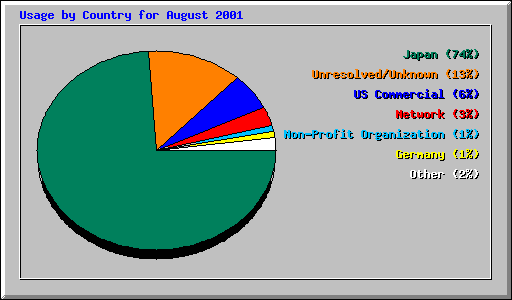 Usage by Country for August 2001
Japan (74%)
Unresolved/Unknown (13%)
US Commercial (6%)
Network (3%)
Non-Profit Organization (1%)
Germany (1%)
Other (2%)